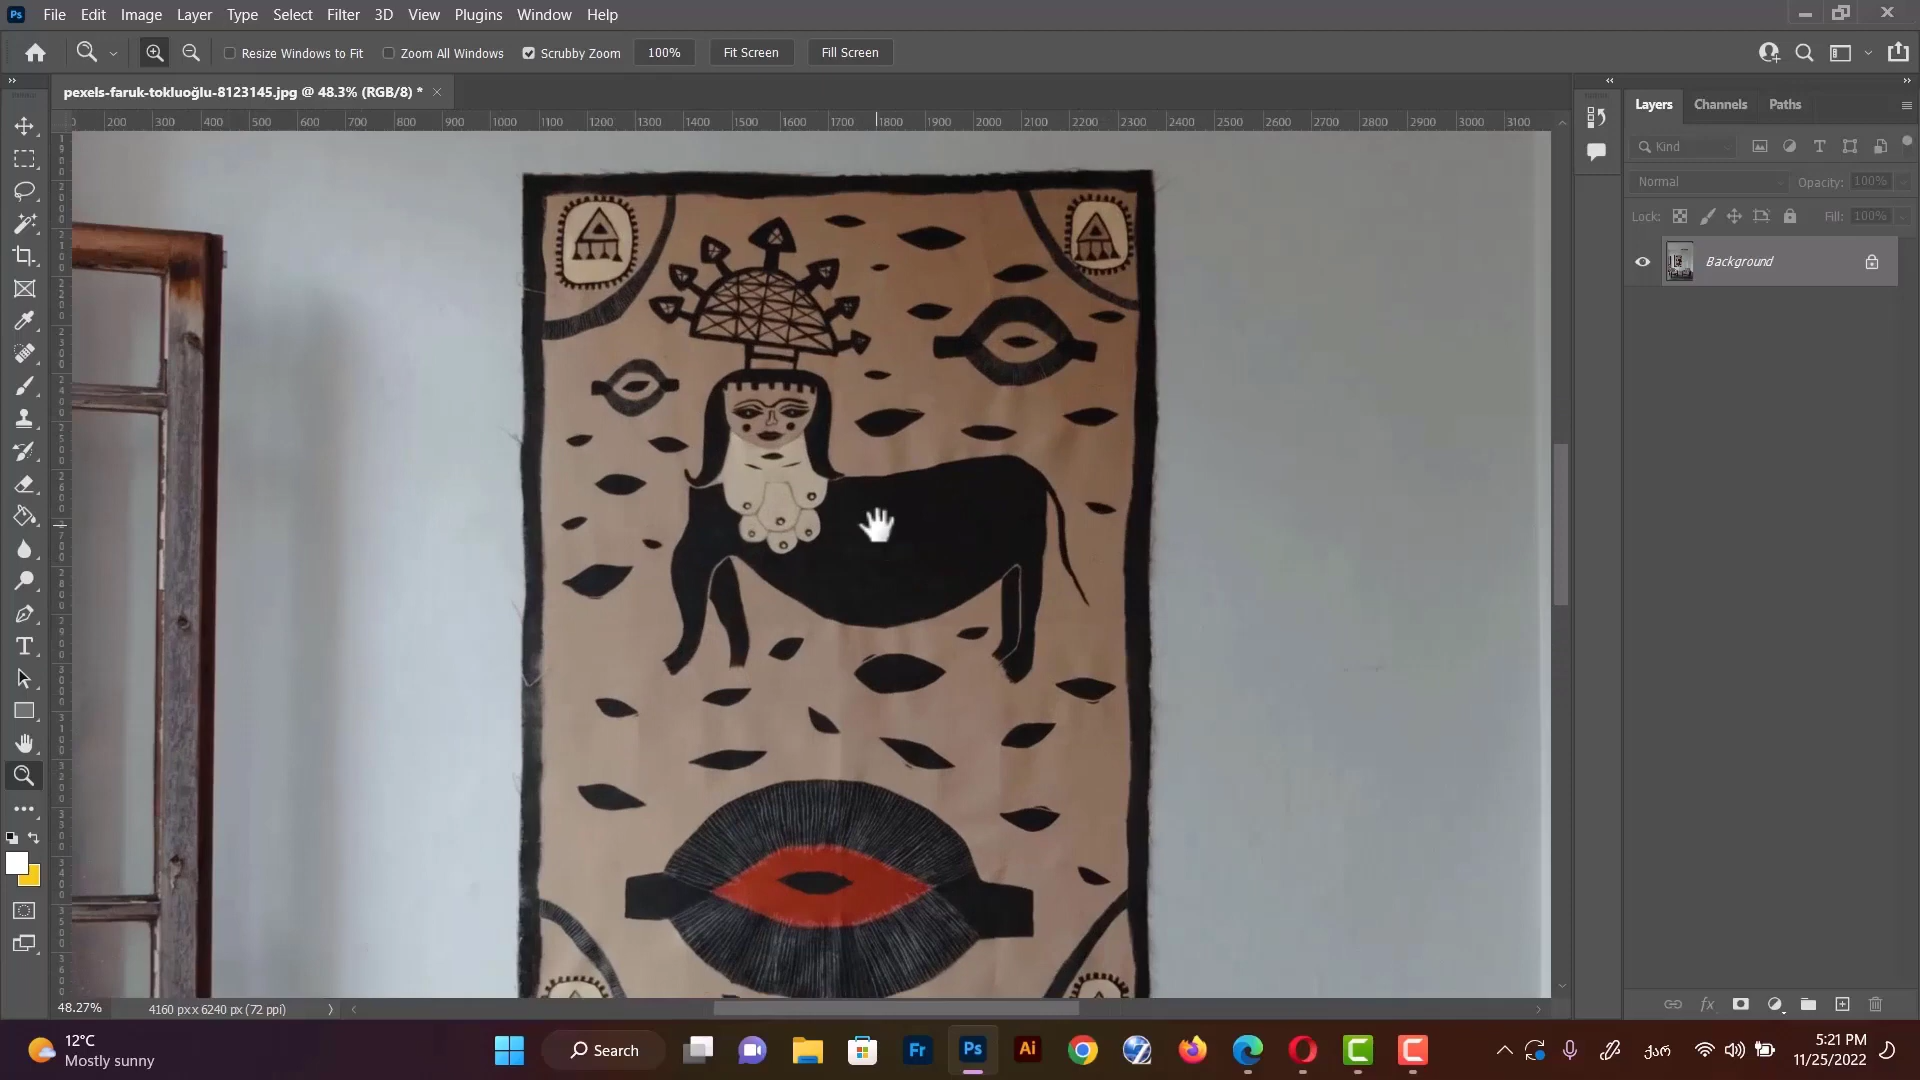 File Edit Image Layer Type Select Filter 3D View Plugins Window Help
Resize Windows to Fit Zoom All Windows Scrubby Zoom 100% Fit Screen Fill Screen
pexels-faruk-tokluoğlu-8123145.jpg @ 48.3% (RGB/8) *
200 300 400 500 600 700 800 900 1000 1100 1200 1300 1400 1500 1600 1700 1800 1900 2000 2100 2200 2300 2400 2500 2600 2700 2800 2900 3000 3100
Layers Channels Paths
Kind
Normal Opacity: 100%
Lock: Fill: 100%
Background
48.27% 4160 px x 6240 px (72 ppi)
12°C
Mostly sunny
Search
Fr
Ps
Ai
ქარ
5:21 PM
11/25/2022